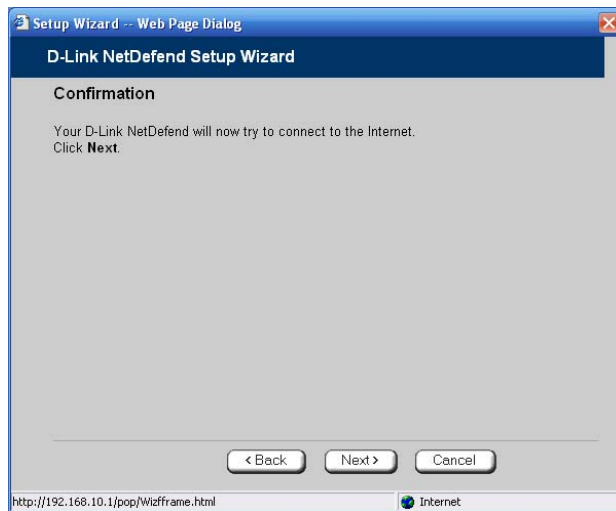 Setup Wizard -- Web Page Dialog
D-Link NetDefend Setup Wizard
Confirmation
Your D-Link NetDefend will now try to connect to the Internet.
Click Next.
< Back
Next >
Cancel
http://192.168.10.1/pop/Wizfframe.html
Internet